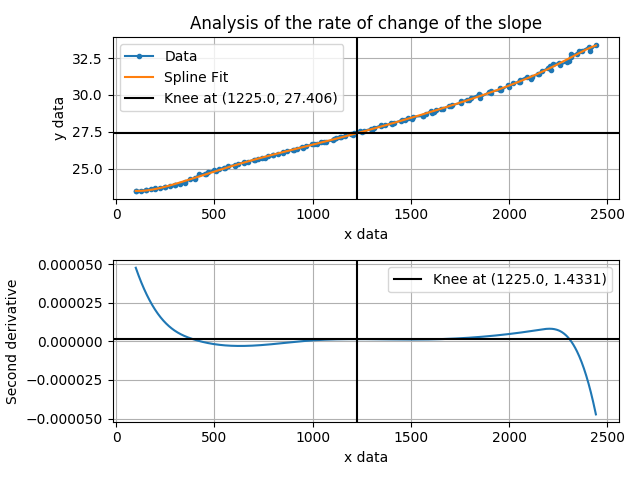 Analysis of the rate of change of the slope
32.5
30.0
27.5
25.0
y data
Data
Spline Fit
Knee at (1225.0, 27.406)
0 500 1000 1500 2000 2500
x data
0.000050
0.000025
0.000000
−0.000025
−0.000050
Second derivative
Knee at (1225.0, 1.4331)
0 500 1000 1500 2000 2500
x data